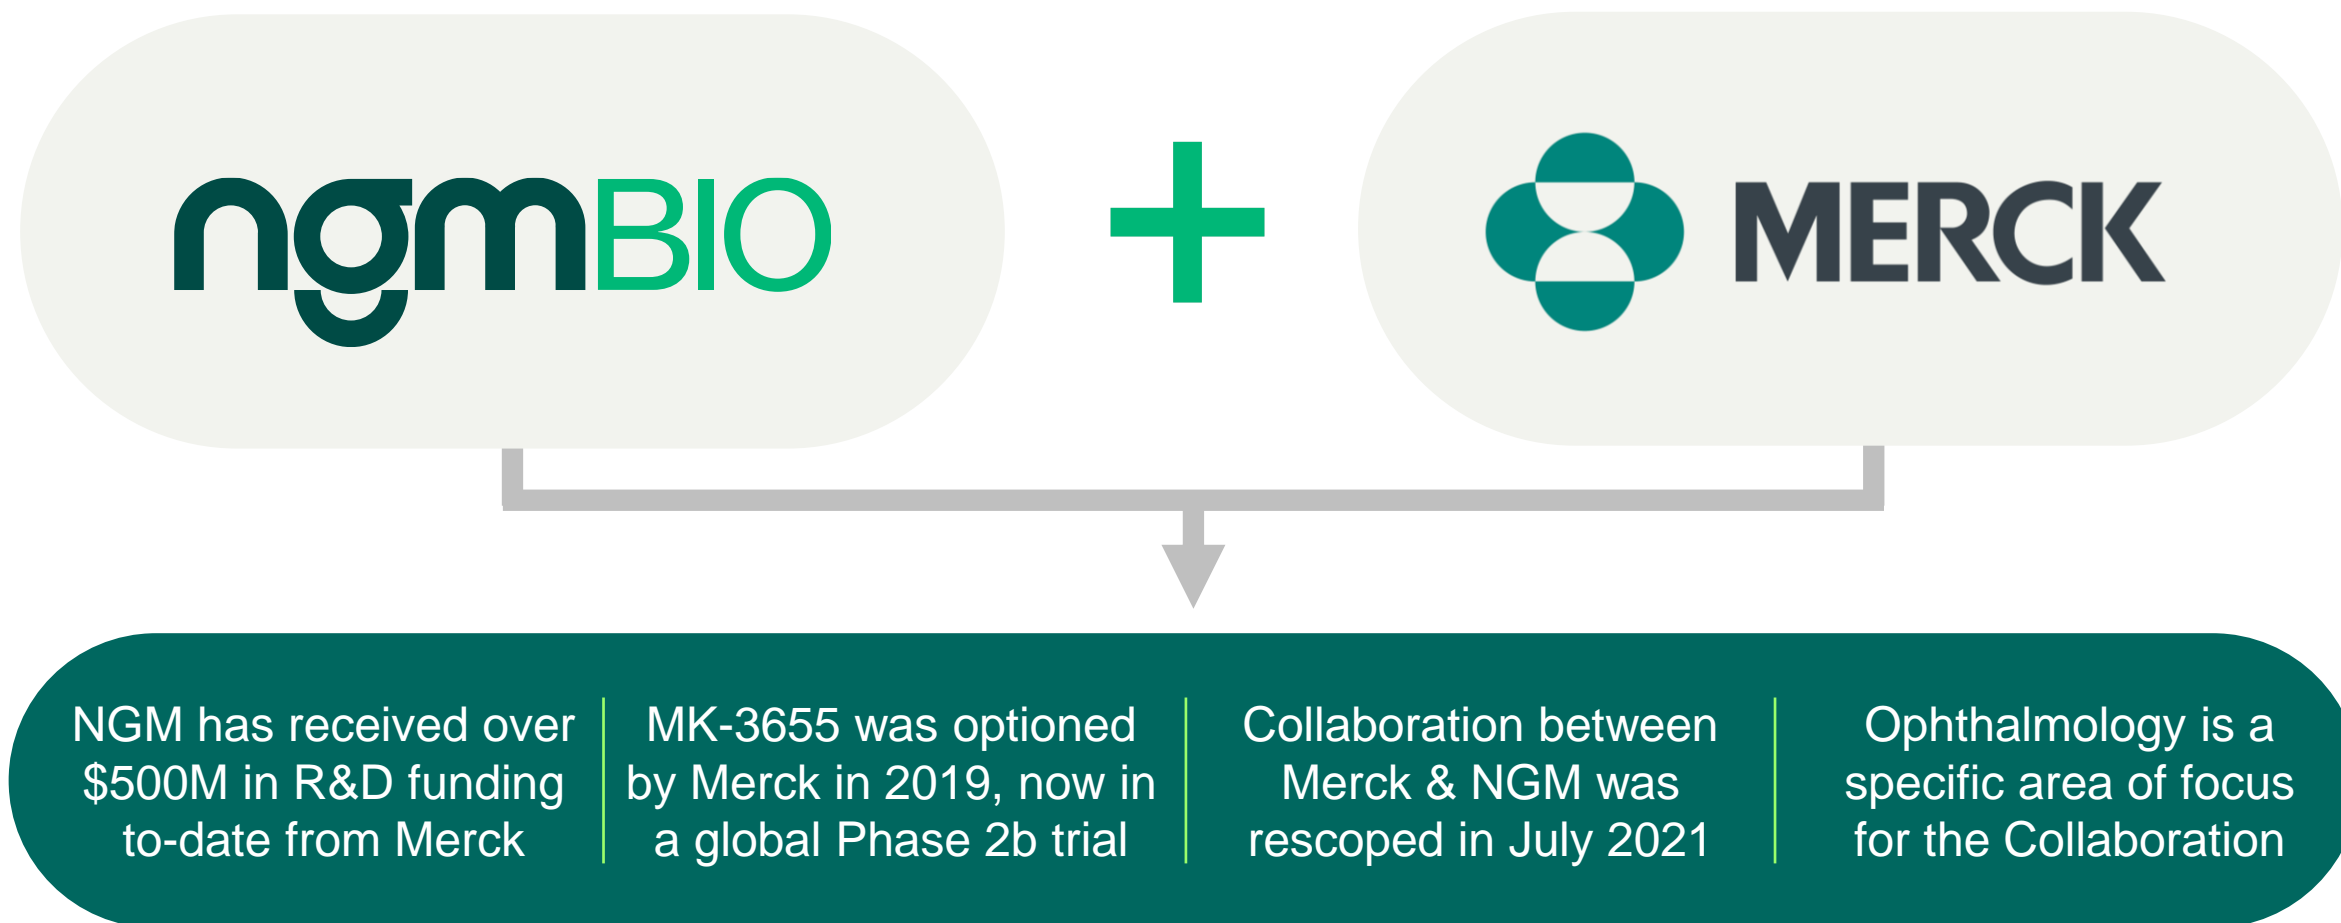 ngmBIO
MERCK
NGM has received over
$500M in R&D funding
to-date from Merck
MK-3655 was optioned
by Merck in 2019, now in
a global Phase 2b trial
Collaboration between
Merck & NGM was
rescoped in July 2021
Ophthalmology is a
specific area of focus
for the Collaboration